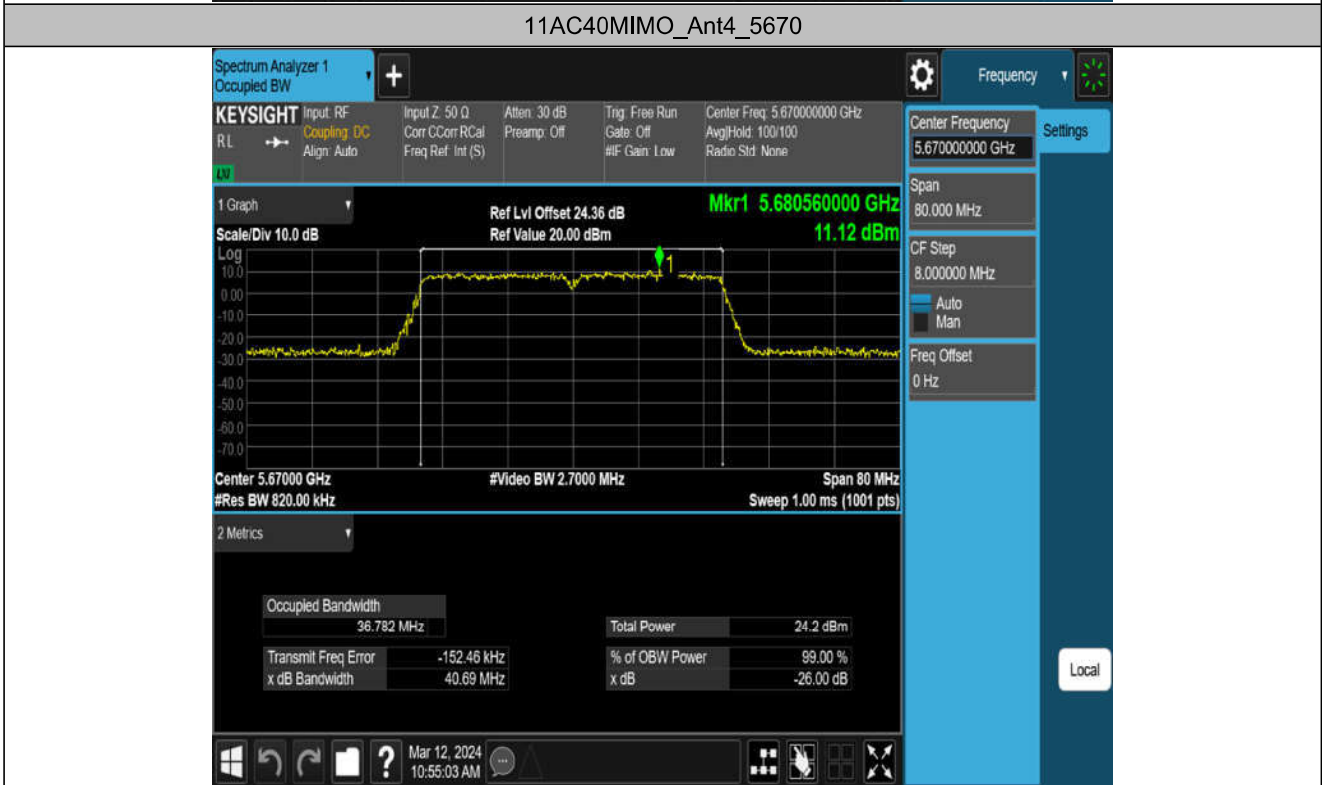 11AC40MIMO_Ant4_5670
Spectrum Analyzer 1
Occupied BW
+
Frequency
KEYSIGHT
RL
LXI
Input: RF
Coupling: DC
Align: Auto
Input Z: 50 Ω
Corr CCorr RCal
Freq Ref: Int (S)
Atten: 30 dB
Preamp: Off
Trig: Free Run
Gate: Off
#IF Gain: Low
Center Freq: 5.670000000 GHz
Avg|Hold: 100/100
Radio Std: None
Center Frequency
5.670000000 GHz
Settings
Span
80.000 MHz
CF Step
8.000000 MHz
Auto
Man
Freq Offset
0 Hz
Local
1 Graph
Scale/Div 10.0 dB
Ref Lvl Offset 24.36 dB
Ref Value 20.00 dBm
Mkr1 5.680560000 GHz
11.12 dBm
Log
10.0
0.00
-10.0
-20.0
-30.0
-40.0
-50.0
-60.0
-70.0
1
Center 5.67000 GHz
#Video BW 2.7000 MHz
Span 80 MHz
#Res BW 820.00 kHz
Sweep 1.00 ms (1001 pts)
2 Metrics
Occupied Bandwidth
36.782 MHz
Total Power 24.2 dBm
Transmit Freq Error -152.46 kHz
% of OBW Power 99.00 %
x dB Bandwidth 40.69 MHz
x dB -26.00 dB
?
Mar 12, 2024
10:55:03 AM